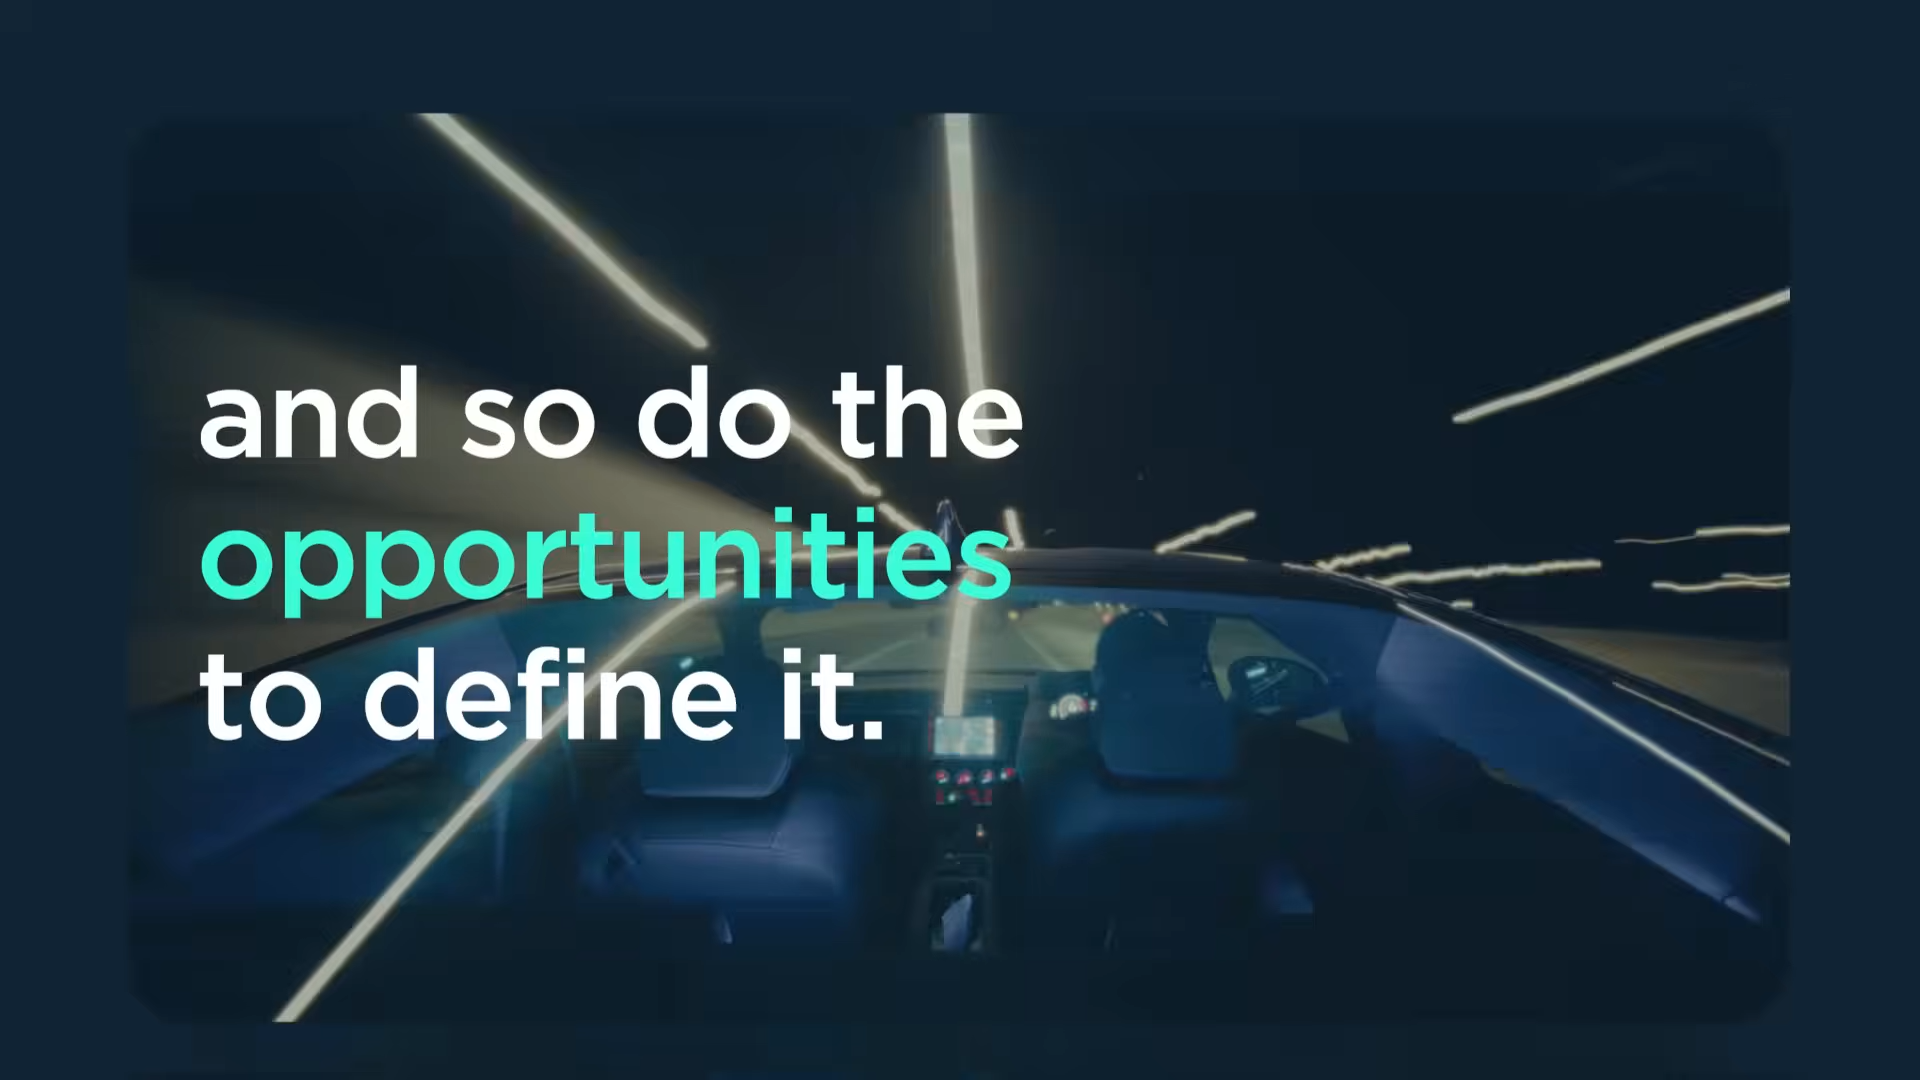 and so do the
opportunities
to define it.